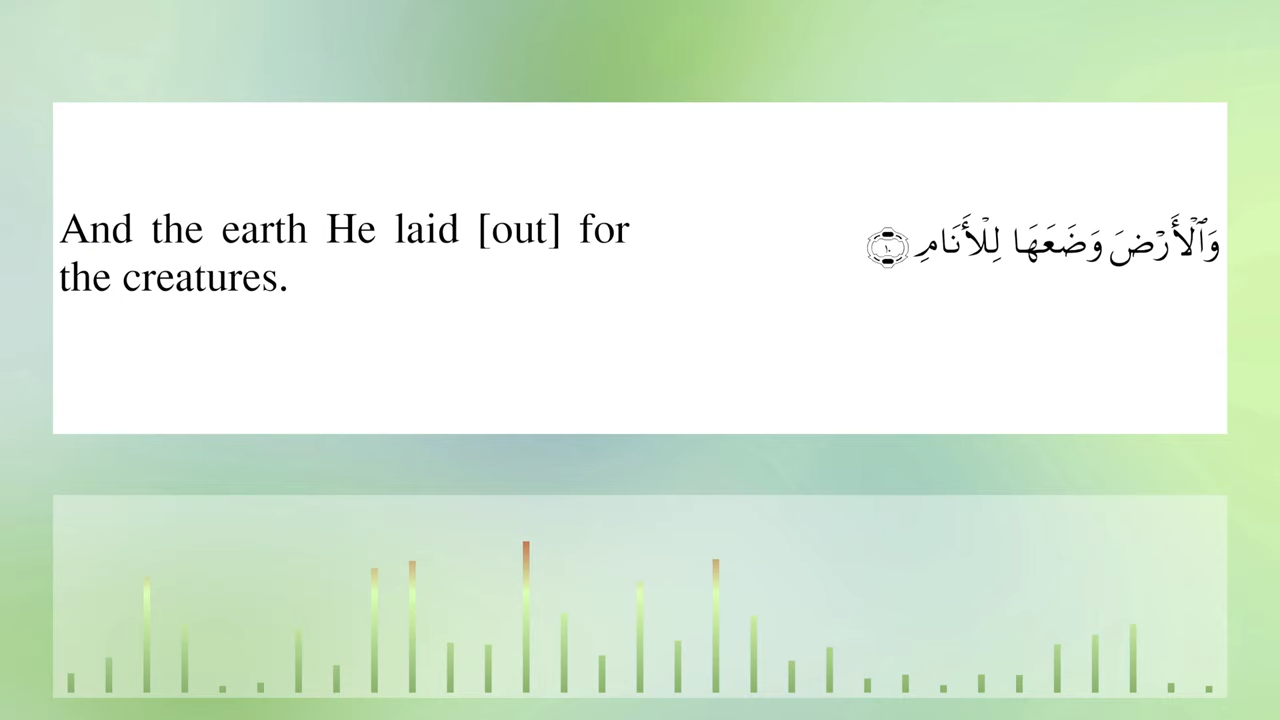 And the earth He laid [out] for
the creatures.
وَٱلْأَرْضَ وَضَعَهَا لِلْأَنَامِ ١٠